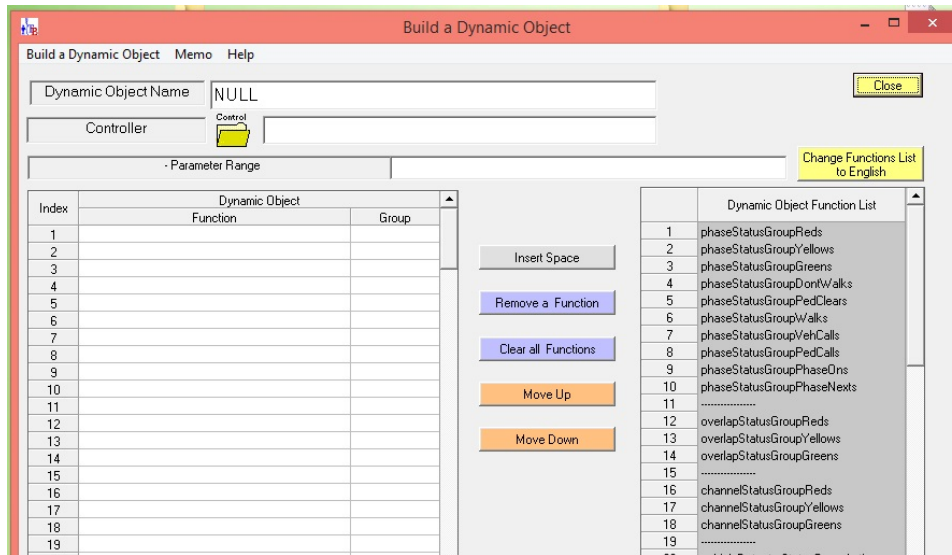 Build a Dynamic Object
Build a Dynamic Object Memo Help
Dynamic Object Name NULL Close
Controller Control
- Parameter Range
Change Functions List
to English
Index Dynamic Object
Function Group
Dynamic Object Function List
1 1 phaseStatusGroupReds
2 2 phaseStatusGroupYellows
3 Insert Space 3 phaseStatusGroupGreens
4 4 phaseStatusGroupDontWalks
5 Remove a Function 5 phaseStatusGroupPedClears
6 6 phaseStatusGroupWalks
7 7 phaseStatusGroupVehCalls
8 Clear all Functions 8 phaseStatusGroupPedCalls
9 9 phaseStatusGroupPhaseOns
10 Move Up 10 phaseStatusGroupPhaseNexts
11 11 -----------------
12 12 overlapStatusGroupReds
13 Move Down 13 overlapStatusGroupYellows
14 14 overlapStatusGroupGreens
15 15 -----------------
16 16 channelStatusGroupReds
17 17 channelStatusGroupYellows
18 18 channelStatusGroupGreens
19 19 -----------------